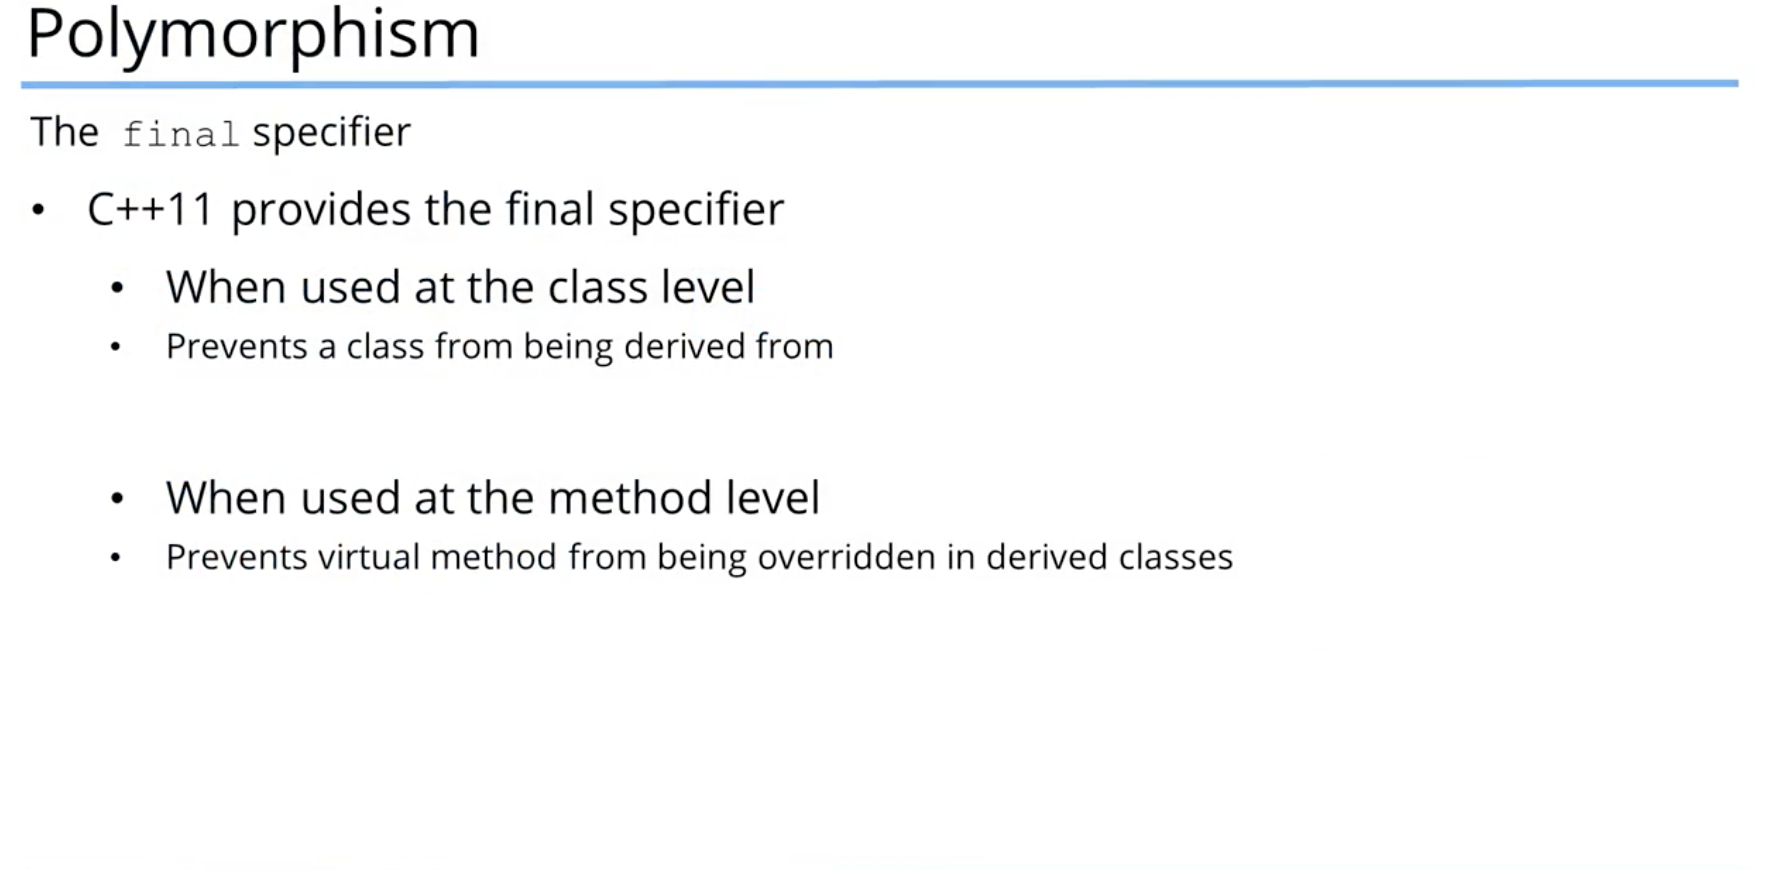 Polymorphism
The final specifier
• C++11 provides the final specifier
• When used at the class level
• Prevents a class from being derived from
• When used at the method level
• Prevents virtual method from being overridden in derived classes